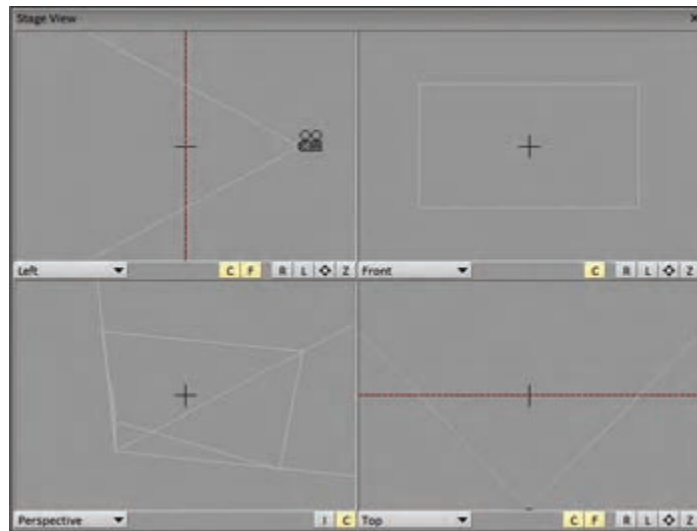 Stage View x
Left C F R L Z
Front C R L Z
Perspective I C
Top C F R L Z